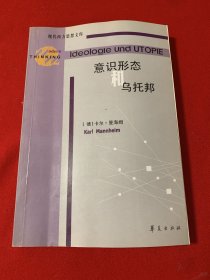 现代西方思想文库
Modern
THINKING
Ideologie und UTOPIE
意识形态
和
乌托邦
[德]卡尔·曼海姆
Karl Mannheim
华夏出版社